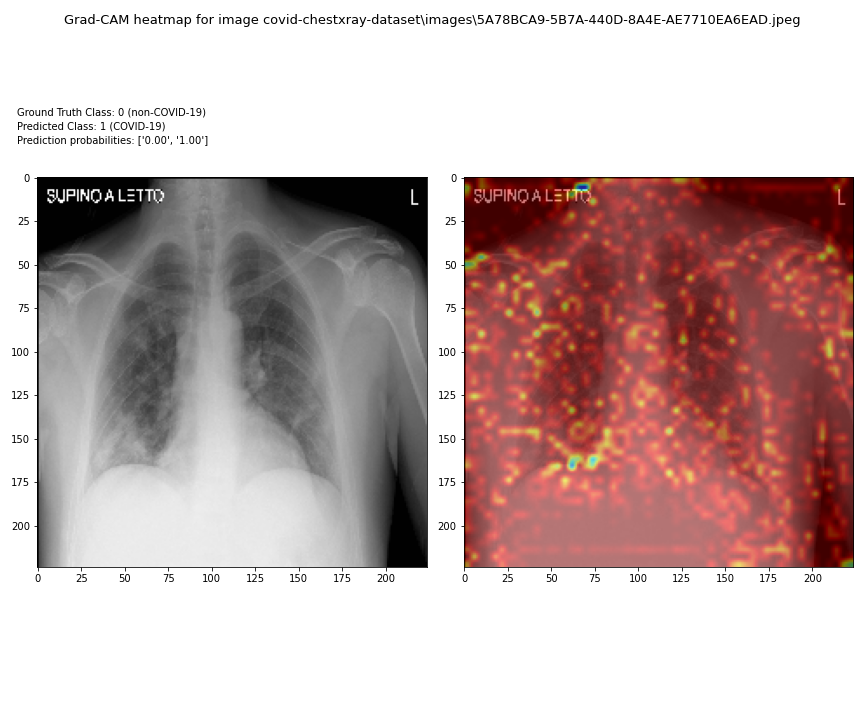 Grad-CAM heatmap for image covid-chestxray-dataset\images\5A78BCA9-5B7A-440D-8A4E-AE7710EA6EAD.jpeg
Ground Truth Class: 0 (non-COVID-19)
Predicted Class: 1 (COVID-19)
Prediction probabilities: ['0.00', '1.00']
SUPINO A LETTO L
0
25
50
75
100
125
150
175
200
0 25 50 75 100 125 150 175 200
SUPINO A LETTO L
0
25
50
75
100
125
150
175
200
0 25 50 75 100 125 150 175 200